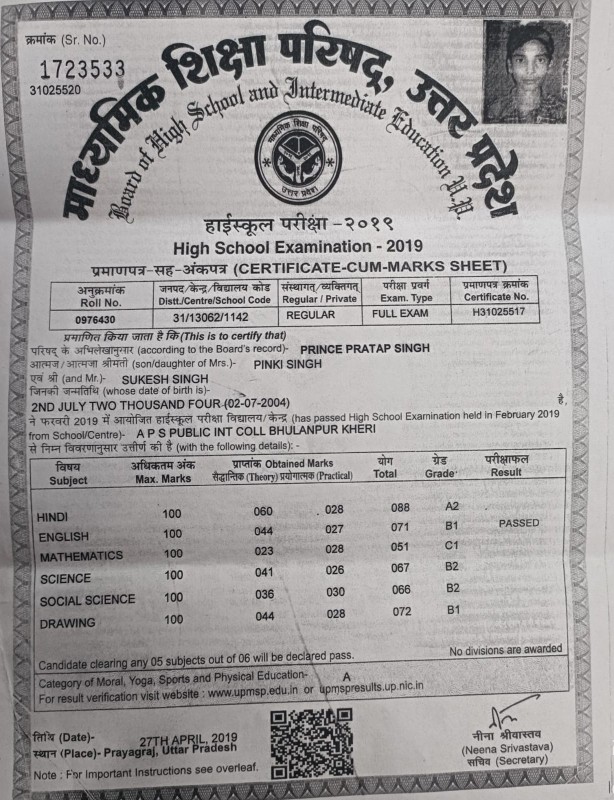 क्रमांक (Sr. No.)
1723533
31025520
माध्यमिक शिक्षा परिषद्, उत्तर प्रदेश
Board of High School and Intermediate Education U.P.
माध्यमिक शिक्षा परिषद्
उत्तर प्रदेश
हाईस्कूल परीक्षा -२०१९
High School Examination - 2019
प्रमाणपत्र-सह-अंकपत्र (CERTIFICATE-CUM-MARKS SHEET)
अनुक्रमांक जनपद/केन्द्र/विद्यालय कोड संस्थागत/व्यक्तिगत परीक्षा प्रवर्ग प्रमाणपत्र क्रमांक
Roll No. Distt./Centre/School Code Regular / Private Exam. Type Certificate No.
0976430 31/13062/1142 REGULAR FULL EXAM H31025517
प्रमाणित किया जाता है कि (This is to certify that)
परिषद् के अभिलेखानुसार (according to the Board's record)- PRINCE PRATAP SINGH
आत्मज/आत्मजा श्रीमती (son/daughter of Mrs.)- PINKI SINGH
एवं श्री (and Mr.)- SUKESH SINGH
जिनकी जन्मतिथि (whose date of birth is)-
2ND JULY TWO THOUSAND FOUR (02-07-2004) है,
ने फरवरी 2019 में आयोजित हाईस्कूल परीक्षा विद्यालय/केन्द्र (has passed High School Examination held in February 2019
from School/Centre)- A P S PUBLIC INT COLL BHULANPUR KHERI
से निम्न विवरणानुसार उत्तीर्ण की है (with the following details): -
विषय अधिकतम अंक प्राप्तांक Obtained Marks योग ग्रेड परीक्षाफल
Subject Max. Marks सैद्धान्तिक (Theory) प्रयोगात्मक (Practical) Total Grade Result
HINDI 100 060 028 088 A2
ENGLISH 100 044 027 071 B1 PASSED
MATHEMATICS 100 023 028 051 C1
SCIENCE 100 041 026 067 B2
SOCIAL SCIENCE 100 036 030 066 B2
DRAWING 100 044 028 072 B1
Candidate clearing any 05 subjects out of 06 will be declared pass. No divisions are awarded
Category of Moral, Yoga, Sports and Physical Education- A
For result verification visit website : www.upmsp.edu.in or upmspresults.up.nic.in
तिथि (Date)- 27TH APRIL, 2019
स्थान (Place)- Prayagraj, Uttar Pradesh
Note : For Important Instructions see overleaf.
नीना श्रीवास्तव
(Neena Srivastava)
सचिव (Secretary)